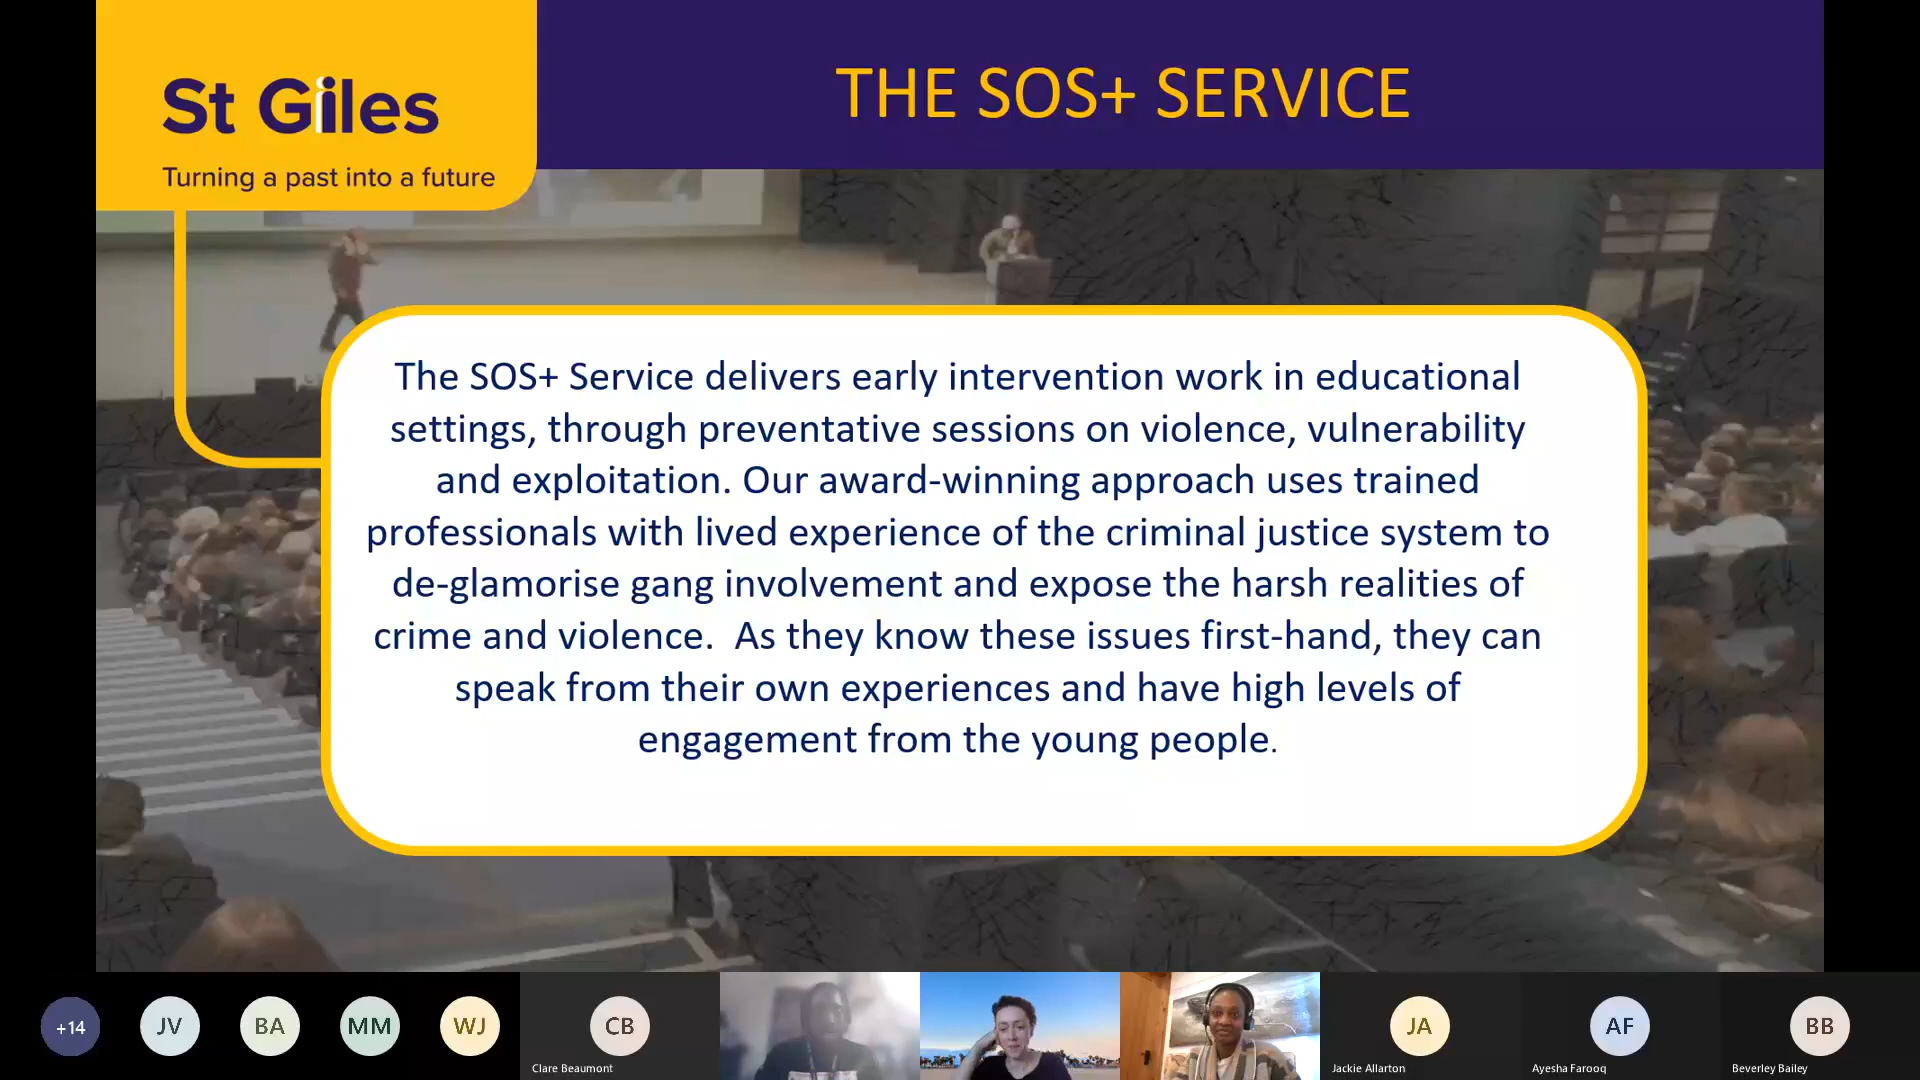 St Giles
Turning a past into a future
THE SOS+ SERVICE
The SOS+ Service delivers early intervention work in educational
settings, through preventative sessions on violence, vulnerability
and exploitation. Our award-winning approach uses trained
professionals with lived experience of the criminal justice system to
de-glamorise gang involvement and expose the harsh realities of
crime and violence.  As they know these issues first-hand, they can
speak from their own experiences and have high levels of
engagement from the young people.
+14
JV
BA
MM
WJ
CB
Clare Beaumont
JA
Jackie Allarton
AF
Ayesha Farooq
BB
Beverley Bailey